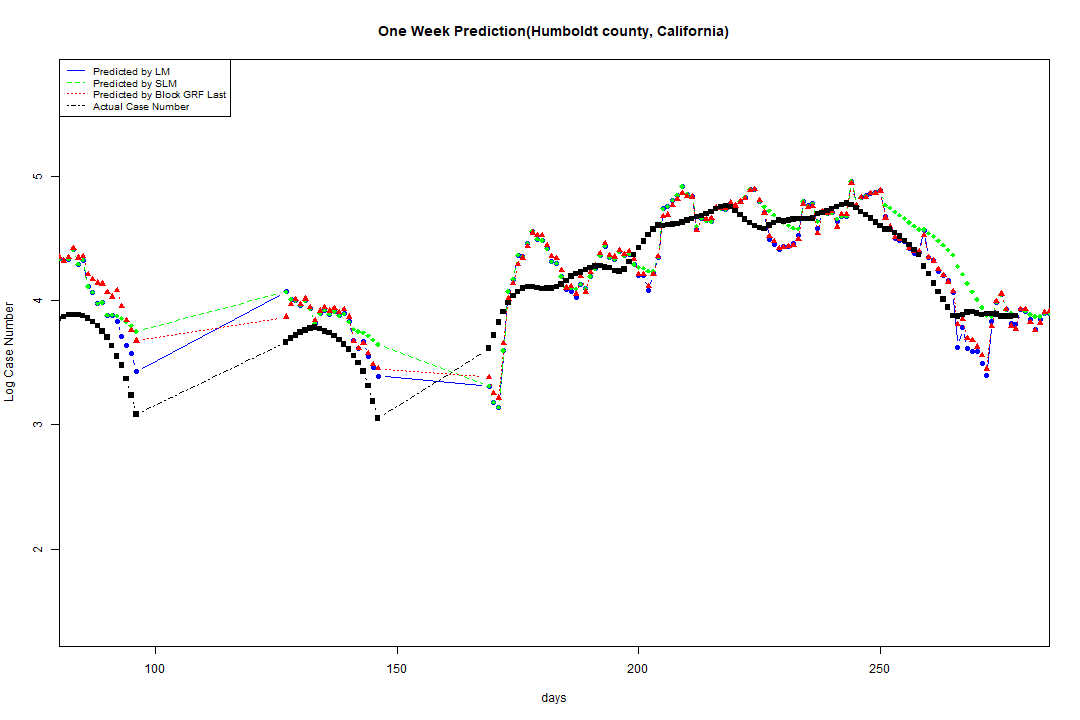 One Week Prediction(Humboldt county, California)
Predicted by LM
Predicted by SLM
Predicted by Block GRF Last
Actual Case Number
5
4
3
2
Log Case Number
100 150 200 250
days